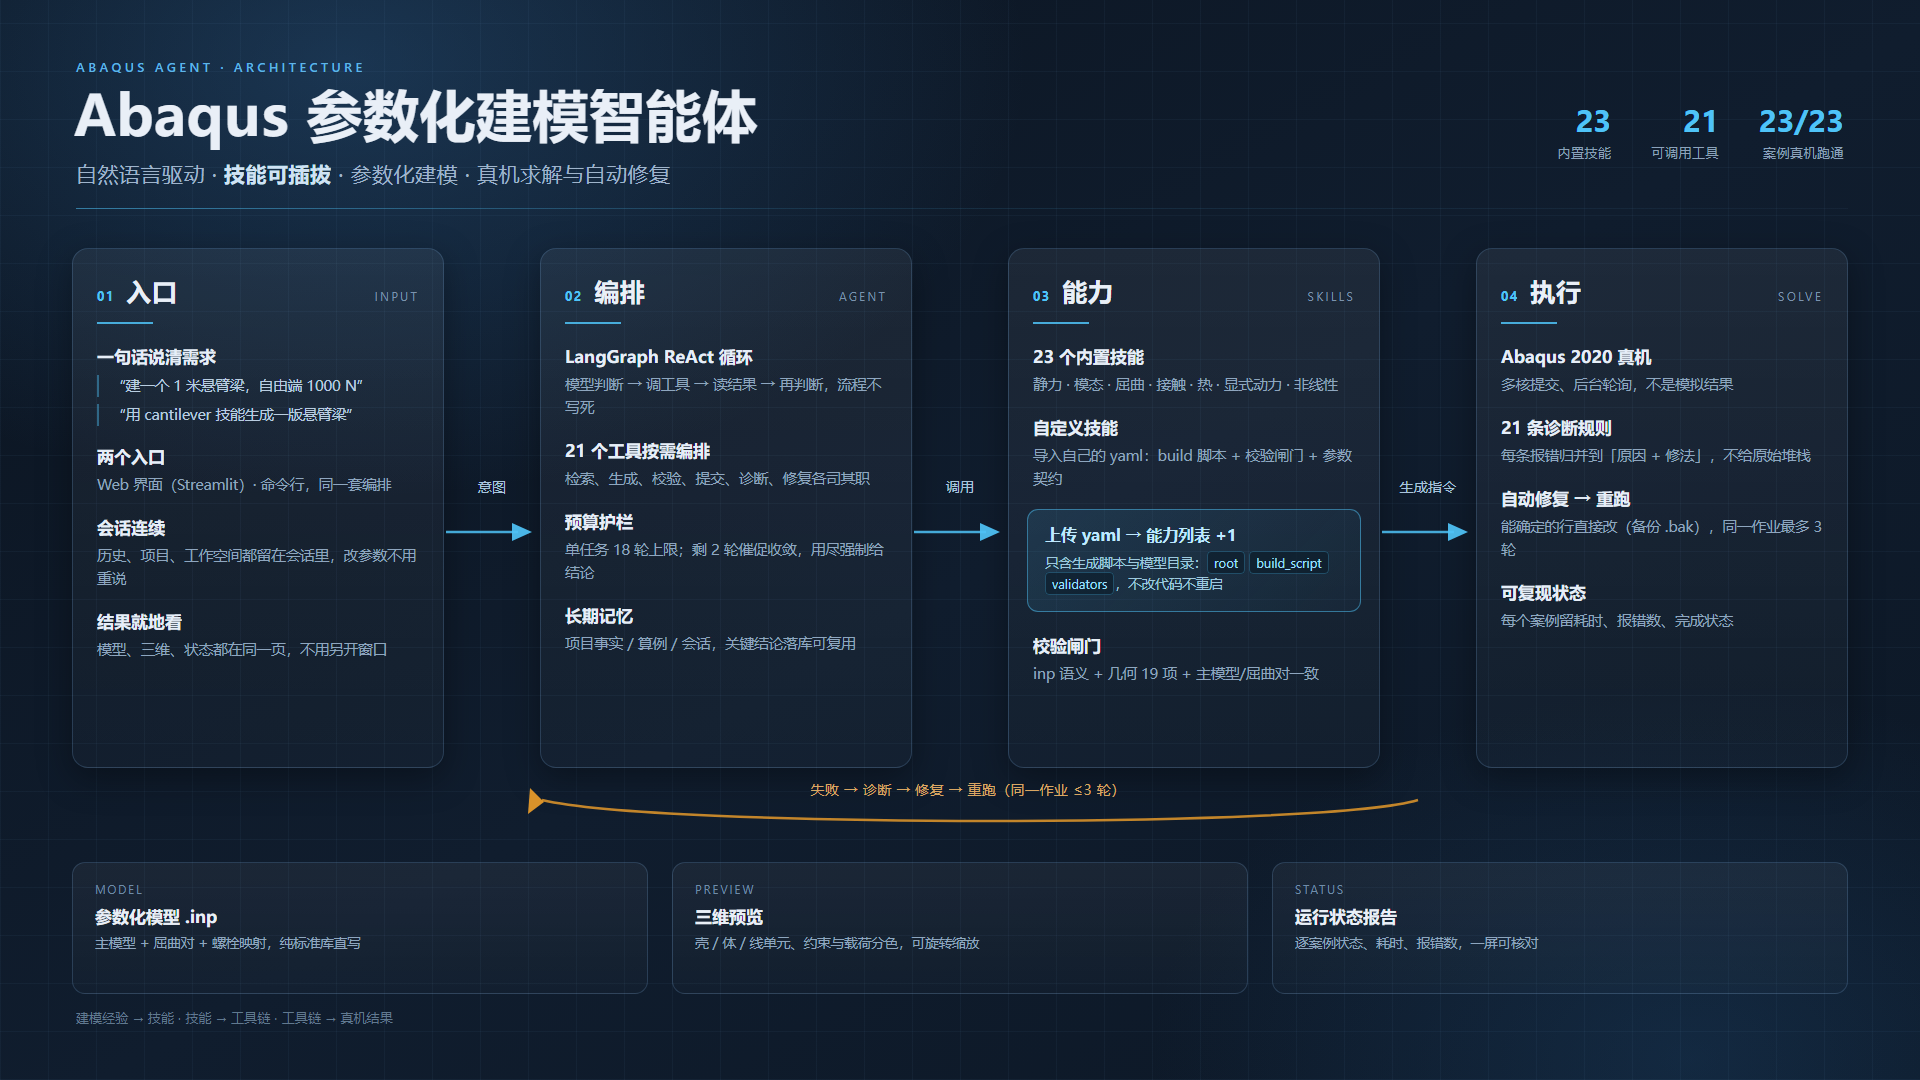 ABAQUS AGENT · ARCHITECTURE
Abaqus 参数化建模智能体
自然语言驱动 · 技能可插拔 · 参数化建模 · 真机求解与自动修复
23
内置技能
21
可调用工具
23/23
案例真机跑通
01 入口 INPUT
一句话说清需求
“建一个 1 米悬臂梁，自由端 1000 N”
“用 cantilever 技能生成一版悬臂梁”
两个入口
Web 界面（Streamlit）· 命令行，同一套编排
会话连续
历史、项目、工作空间都留在会话里，改参数不用
重说
结果就地看
模型、三维、状态都在同一页，不用另开窗口
意图
02 编排 AGENT
LangGraph ReAct 循环
模型判断 → 调工具 → 读结果 → 再判断，流程不
写死
21 个工具按需编排
检索、生成、校验、提交、诊断、修复各司其职
预算护栏
单任务 18 轮上限；剩 2 轮催促收敛，用尽强制给
结论
长期记忆
项目事实 / 算例 / 会话，关键结论落库可复用
调用
03 能力 SKILLS
23 个内置技能
静力 · 模态 · 屈曲 · 接触 · 热 · 显式动力 · 非线性
自定义技能
导入自己的 yaml：build 脚本 + 校验闸门 + 参数
契约
上传 yaml → 能力列表 +1
只含生成脚本与模型目录： root build_script
validators ，不改代码不重启
校验闸门
inp 语义 + 几何 19 项 + 主模型/屈曲对一致
生成指令
04 执行 SOLVE
Abaqus 2020 真机
多核提交、后台轮询，不是模拟结果
21 条诊断规则
每条报错归并到「原因 + 修法」，不给原始堆栈
自动修复 → 重跑
能确定的行直接改（备份 .bak），同一作业最多 3
轮
可复现状态
每个案例留耗时、报错数、完成状态
失败 → 诊断 → 修复 → 重跑（同一作业 ≤3 轮）
MODEL
参数化模型 .inp
主模型 + 屈曲对 + 螺栓映射，纯标准库直写
PREVIEW
三维预览
壳 / 体 / 线单元、约束与载荷分色，可旋转缩放
STATUS
运行状态报告
逐案例状态、耗时、报错数，一屏可核对
建模经验 → 技能 · 技能 → 工具链 · 工具链 → 真机结果